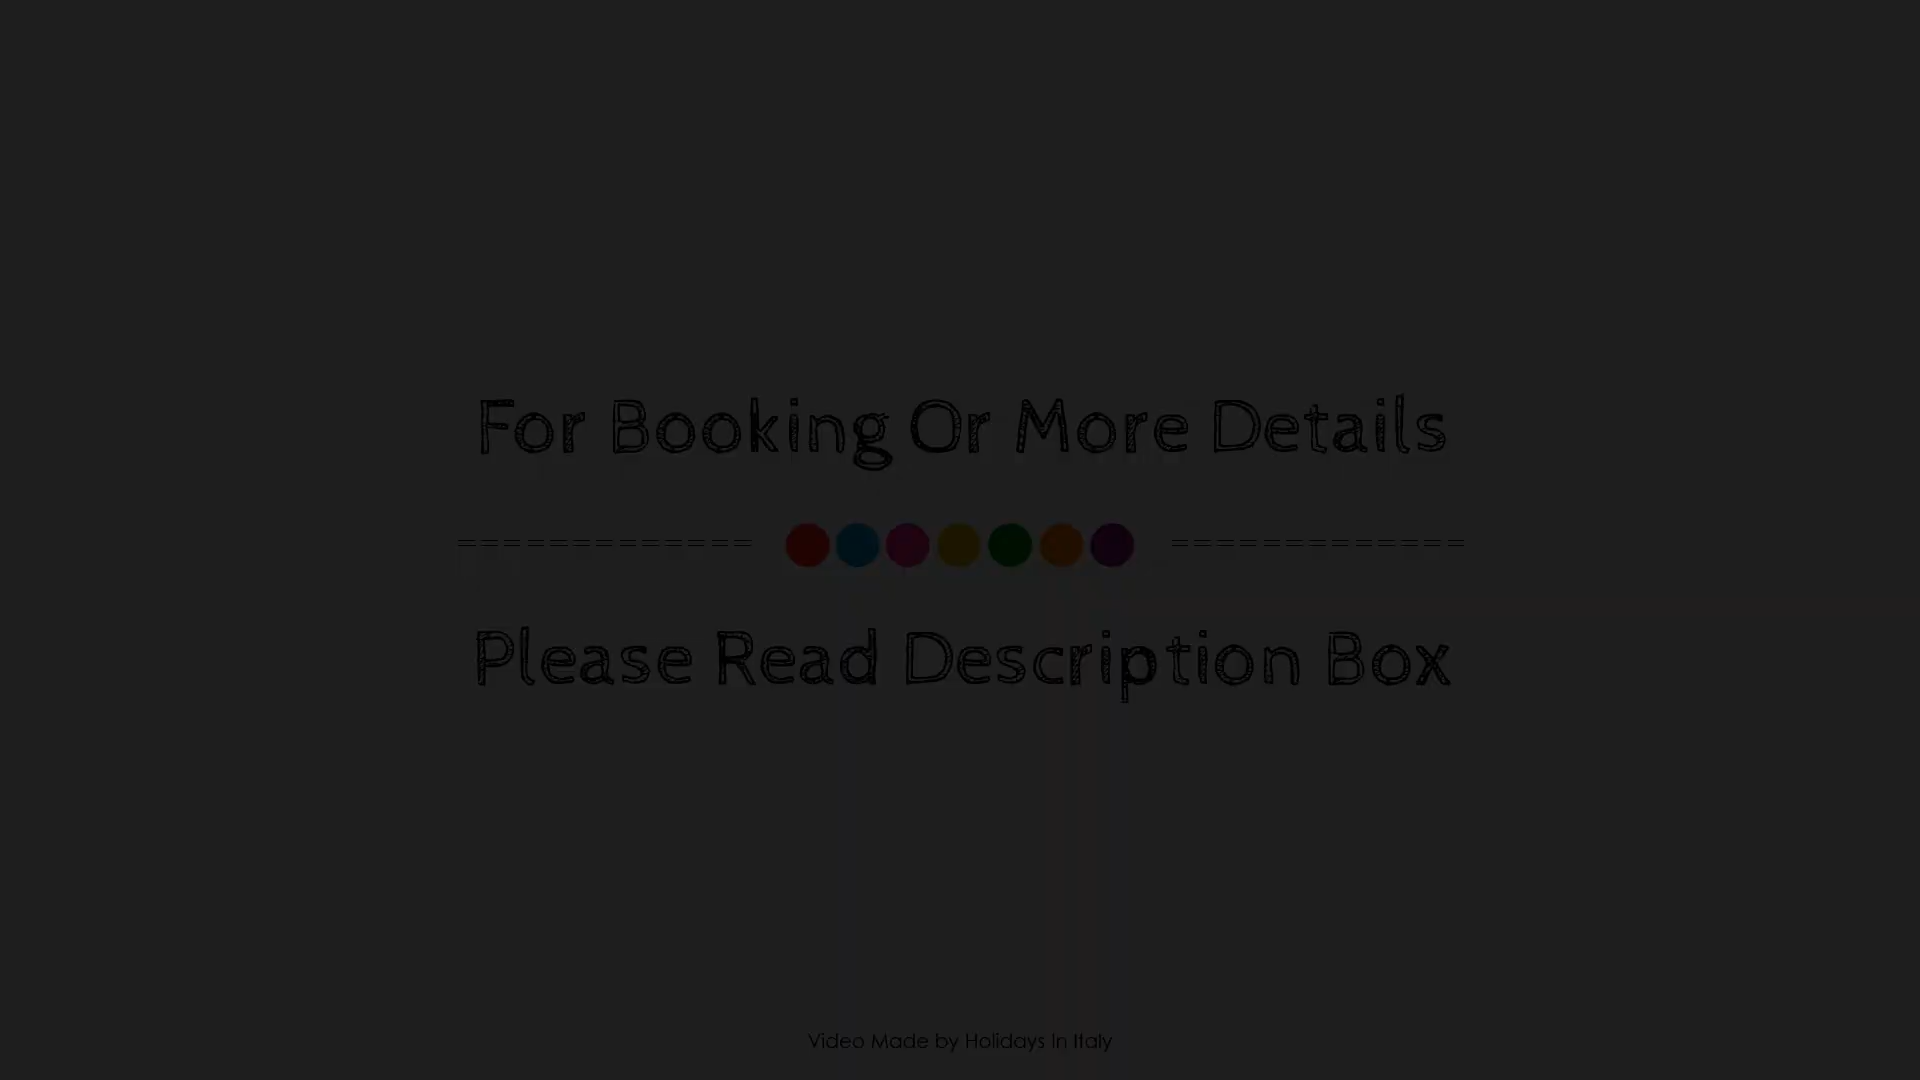 For Booking Or More Details
============= =============
Please Read Description Box
Video Made by Holidays In Italy